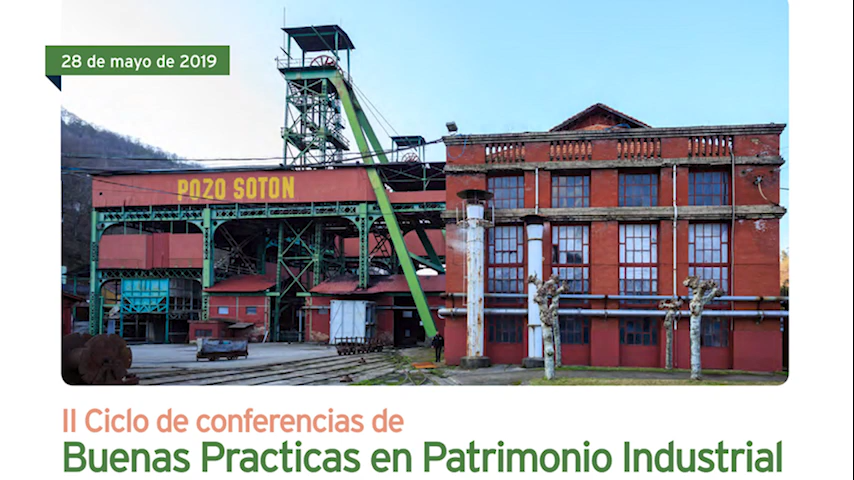 28 de mayo de 2019
POZO SOTON
II Ciclo de conferencias de
Buenas Practicas en Patrimonio Industrial